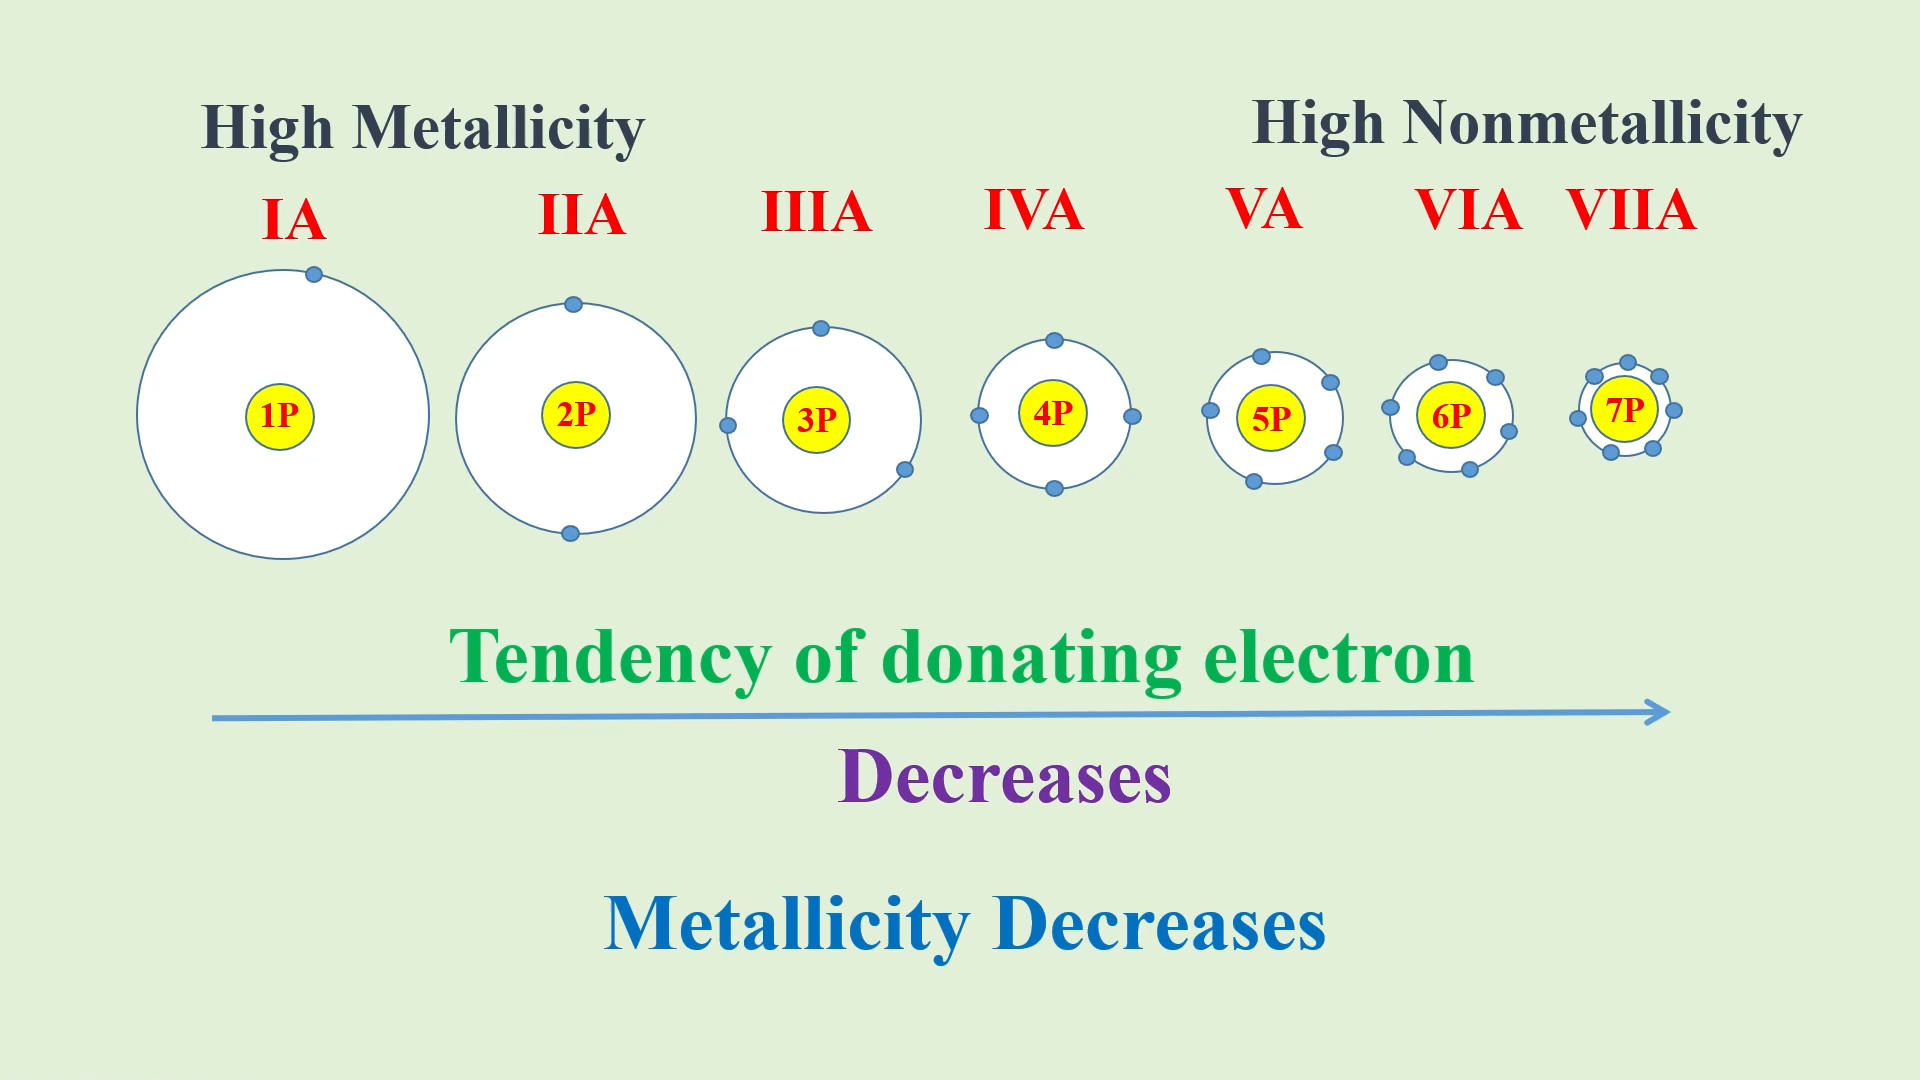 High Metallicity High Nonmetallicity
IA IIA IIIA IVA VA VIA VIIA
1P 2P 3P 4P 5P 6P 7P
Tendency of donating electron
Decreases
Metallicity Decreases